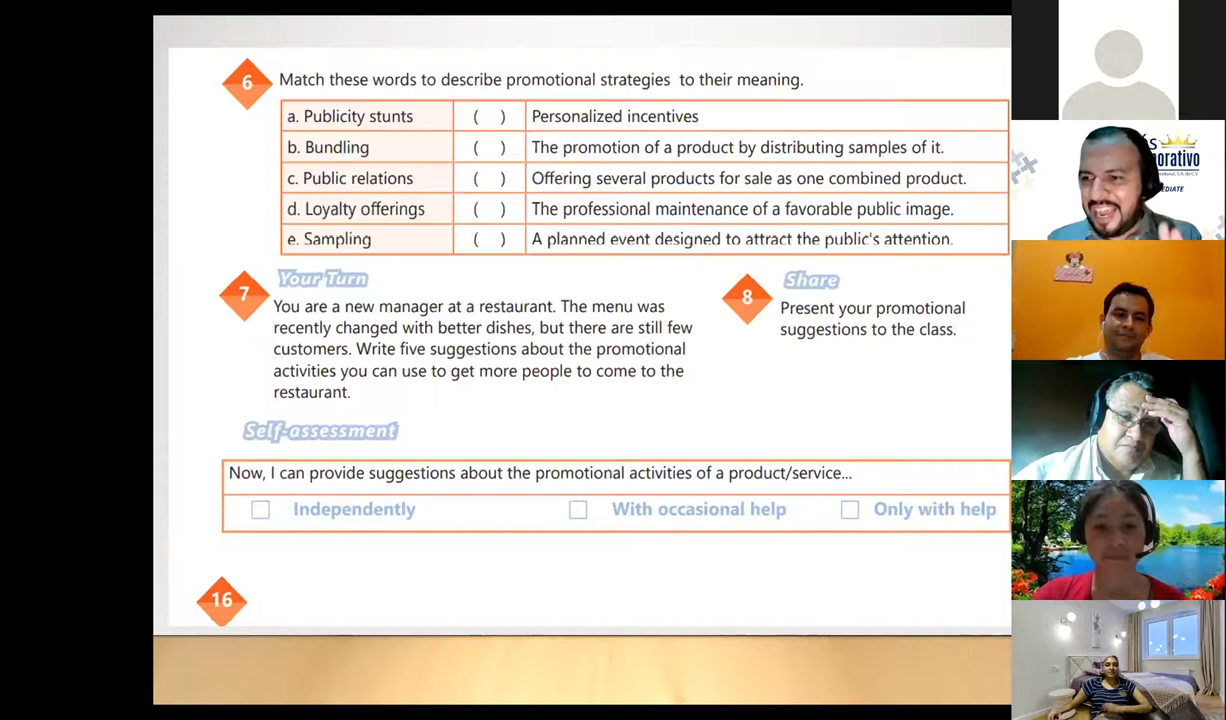 6
Match these words to describe promotional strategies to their meaning.
a. Publicity stunts ( ) Personalized incentives
b. Bundling ( ) The promotion of a product by distributing samples of it.
c. Public relations ( ) Offering several products for sale as one combined product.
d. Loyalty offerings ( ) The professional maintenance of a favorable public image.
e. Sampling ( ) A planned event designed to attract the public's attention.
7
Your Turn
You are a new manager at a restaurant. The menu was
recently changed with better dishes, but there are still few
customers. Write five suggestions about the promotional
activities you can use to get more people to come to the
restaurant.
8
Share
Present your promotional
suggestions to the class.
Self-assessment
Now, I can provide suggestions about the promotional activities of a product/service...
Independently With occasional help Only with help
16